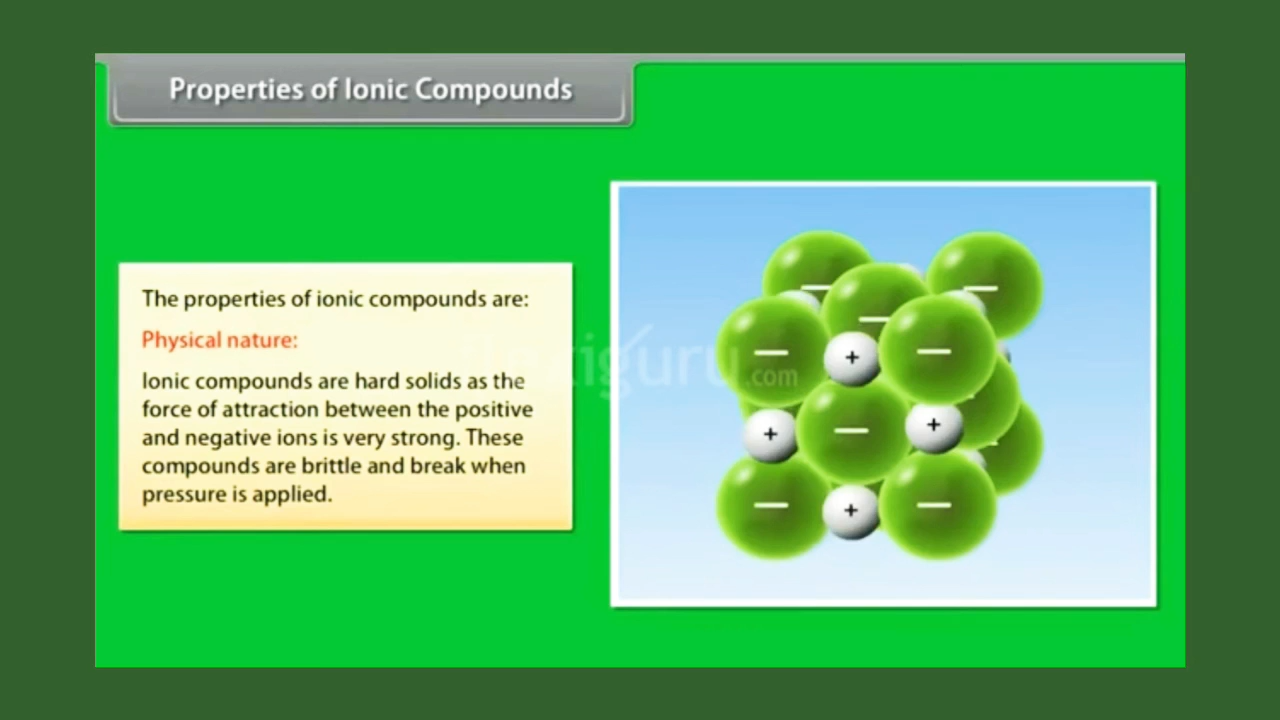 Properties of Ionic Compounds
The properties of ionic compounds are:
Physical nature:
Ionic compounds are hard solids as the
force of attraction between the positive
and negative ions is very strong. These
compounds are brittle and break when
pressure is applied.
− −
−
− + −
+ − +
− + −
.com